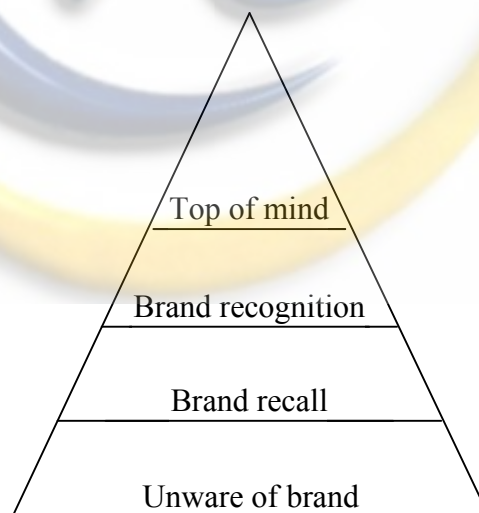 Top of mind
Brand recognition
Brand recall
Unware of brand